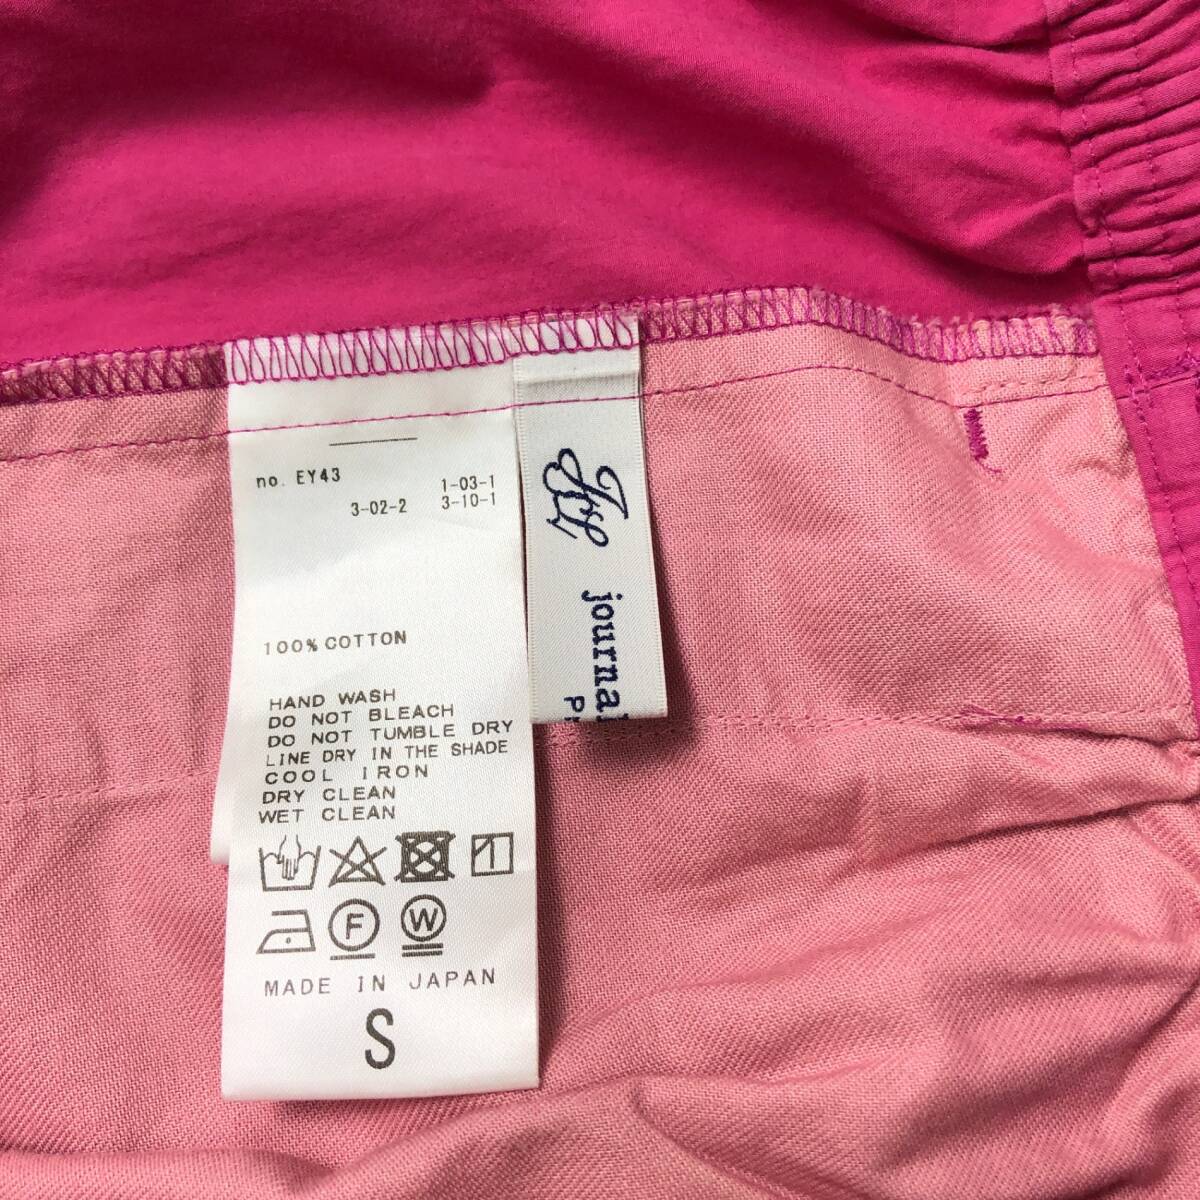 no. EY43
1-03-1
3-02-2 3-10-1
100% COTTON
HAND WASH
DO NOT BLEACH
DO NOT TUMBLE DRY
LINE DRY IN THE SHADE
COOL IRON
DRY CLEAN
WET CLEAN
F W
MADE IN JAPAN
S
journal